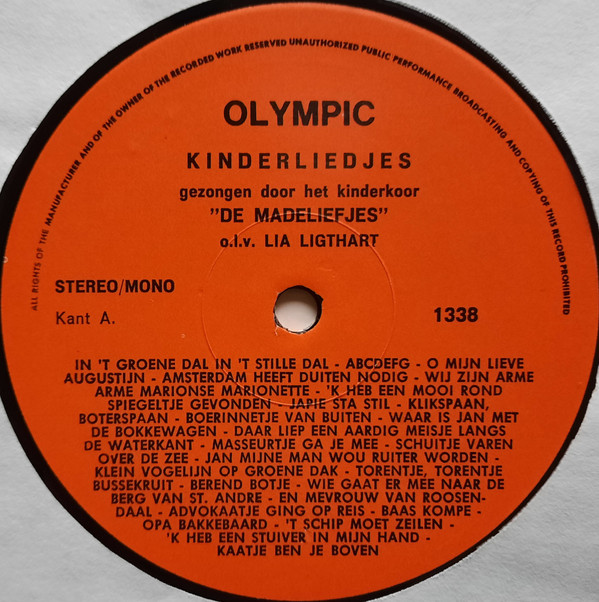 ALL RIGHTS OF THE MANUFACTURER AND OF THE OWNER OF THE RECORDED WORK RESERVED UNAUTHORIZED PUBLIC PERFORMANCE BROADCASTING AND COPYING OF THIS RECORD PROHIBITED
OLYMPIC
KINDERLIEDJES
gezongen door het kinderkoor
"DE MADELIEFJES"
o.l.v. LIA LIGTHART
STEREO/MONO
Kant A.
1338
IN 'T GROENE DAL IN 'T STILLE DAL - ABCDEFG - O MIJN LIEVE
AUGUSTIJN - AMSTERDAM HEEFT DUITEN NODIG - WIJ ZIJN ARME
ARME MARIONSE MARIONETTE - 'K HEB EEN MOOI ROND
SPIEGELTJE GEVONDEN - JAPIE STA STIL - KLIKSPAAN,
BOTERSPAAN - BOERINNETJE VAN BUITEN - WAAR IS JAN MET
DE BOKKEWAGEN - DAAR LIEP EEN AARDIG MEISJE LANGS
DE WATERKANT - MASSEURTJE GA JE MEE - SCHUITJE VAREN
OVER DE ZEE - JAN MIJNE MAN WOU RUITER WORDEN -
KLEIN VOGELIJN OP GROENE DAK - TORENTJE, TORENTJE
BUSSEKRUIT - BEREND BOTJE - WIE GAAT ER MEE NAAR DE
BERG VAN ST. ANDRE - EN MEVROUW VAN ROOSEN-
DAAL - ADVOKAATJE GING OP REIS - BAAS KOMPE -
OPA BAKKEBAARD - 'T SCHIP MOET ZEILEN -
'K HEB EEN STUIVER IN MIJN HAND -
KAATJE BEN JE BOVEN